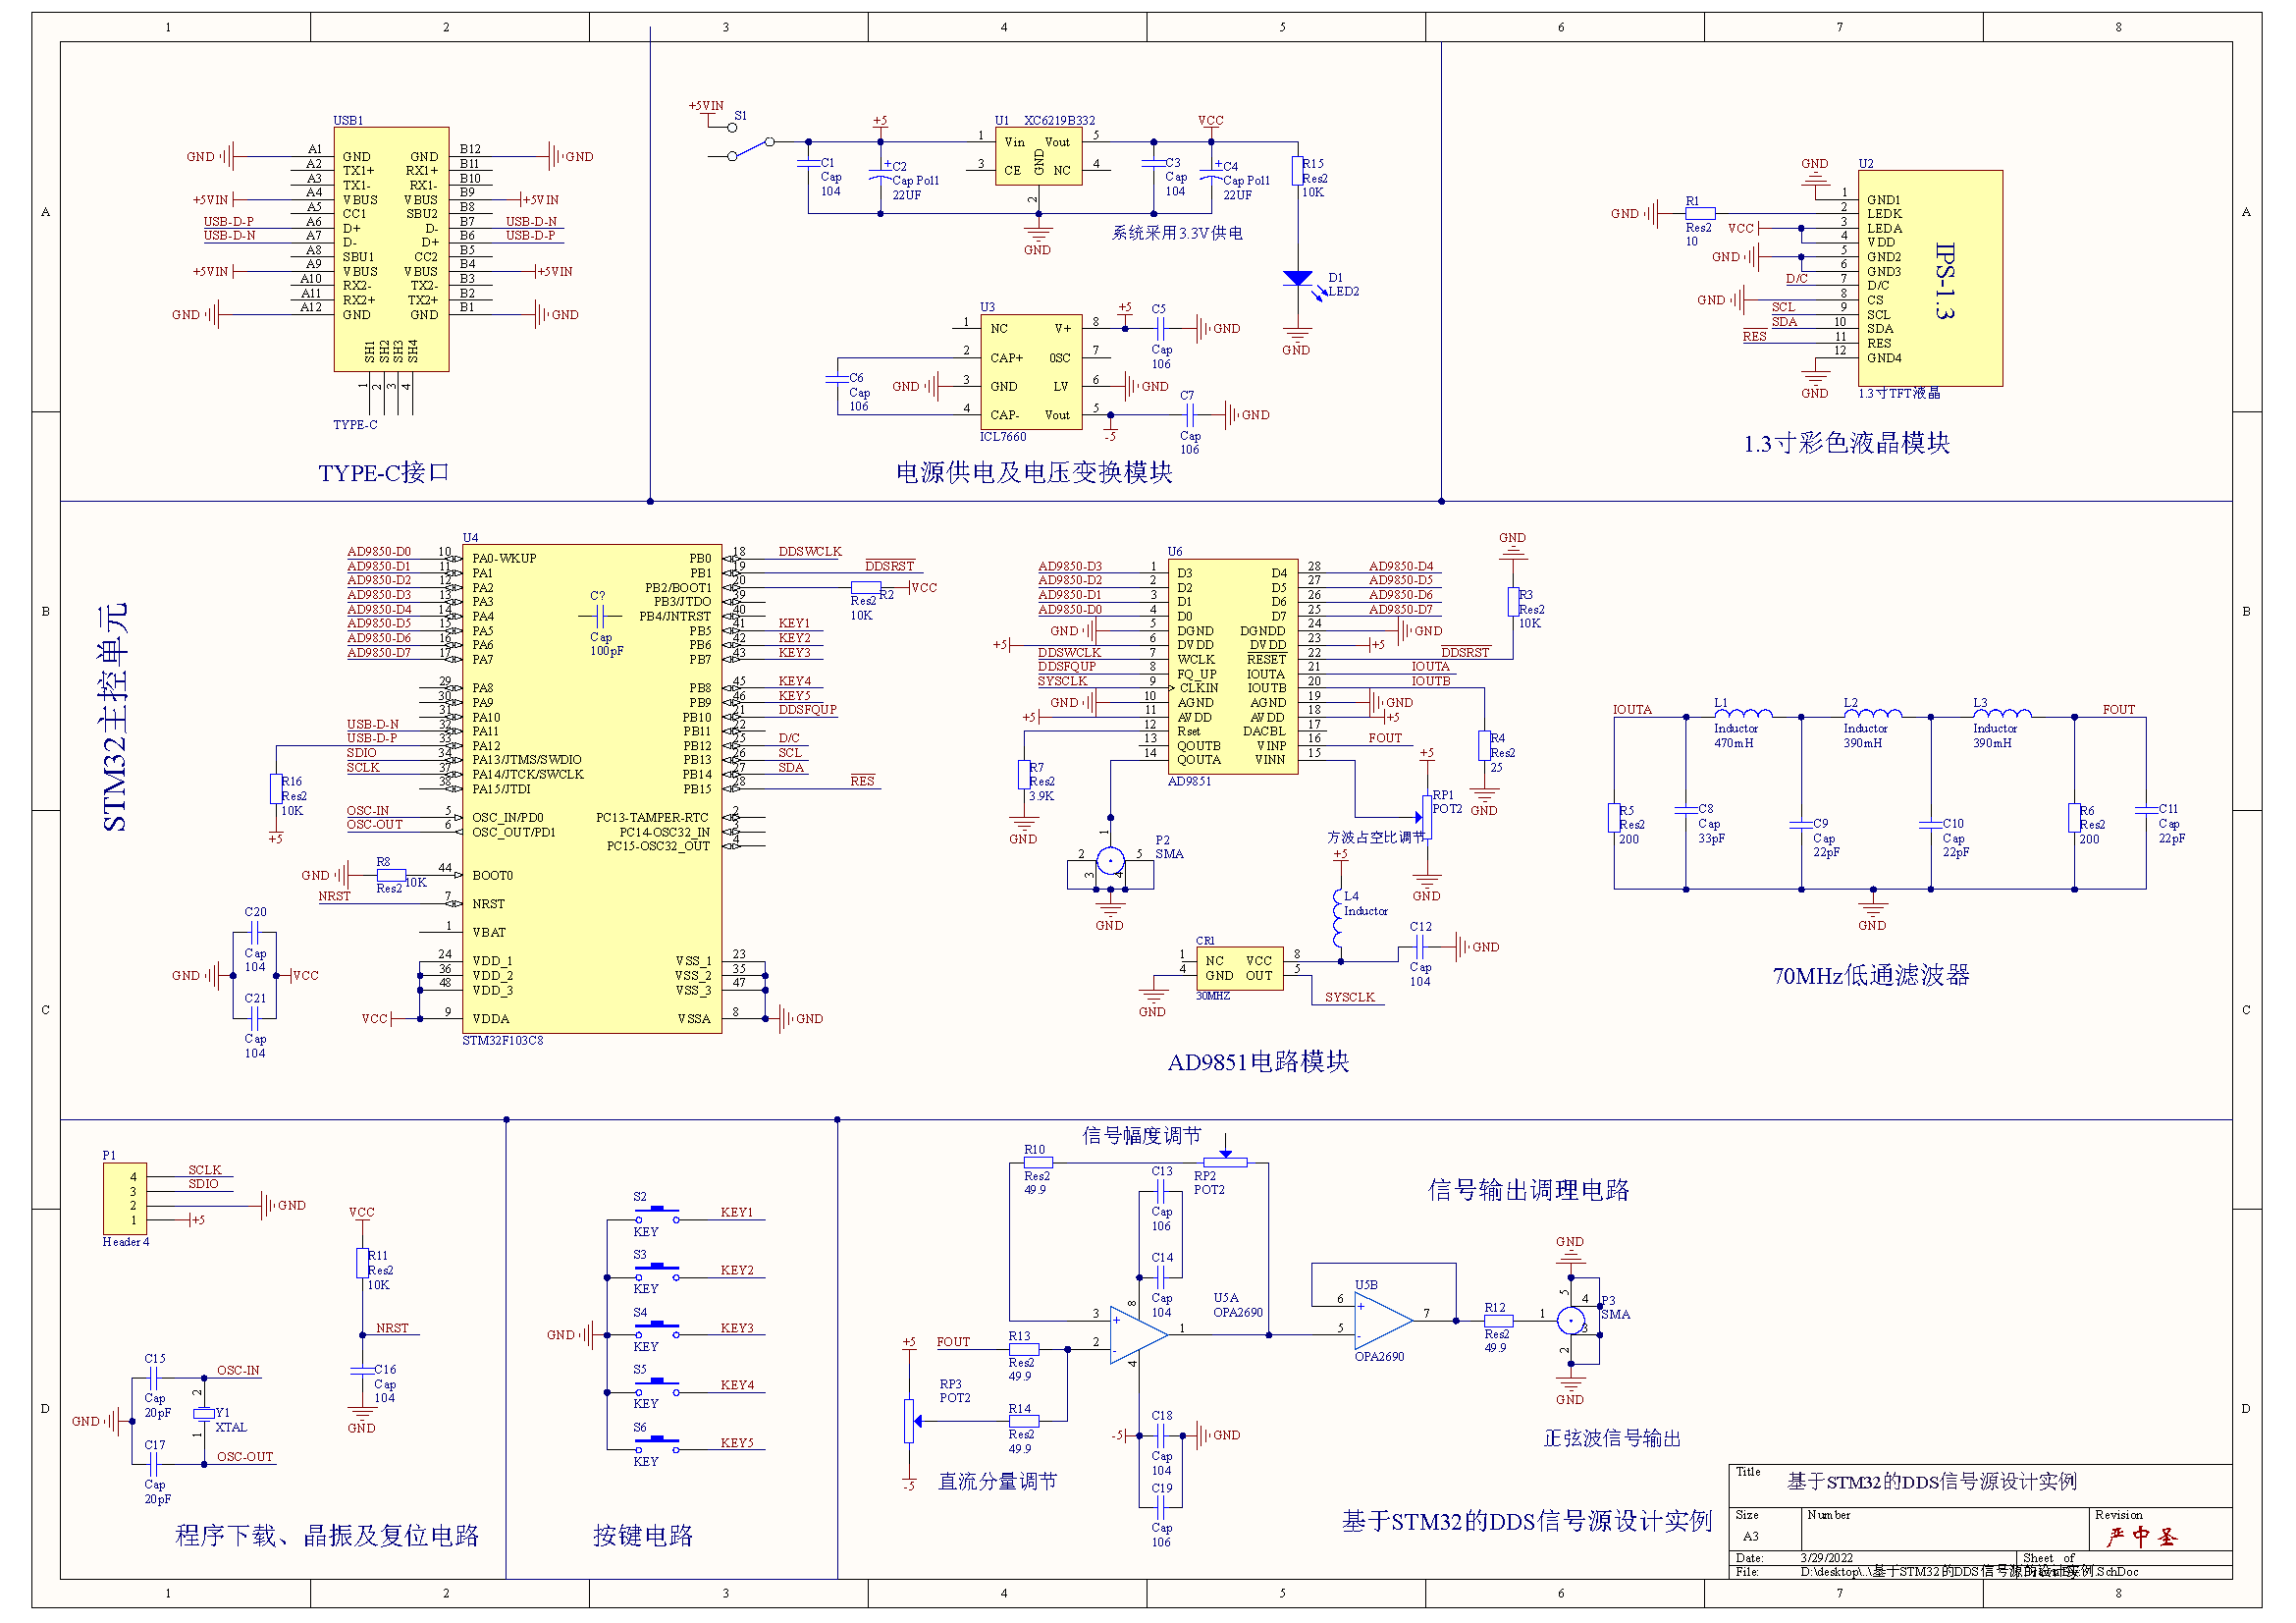 1 2 3 4 5 6 7 8
A
A
USB1
A1 GND GND B12
A2 TX1+ RX1+ B11
A3 TX1- RX1- B10
A4 VBUS VBUS B9
A5 CC1 SBU2 B8
A6 D+ D- B7
A7 D- D+ B6
A8 SBU1 CC2 B5
A9 VBUS VBUS B4
A10 RX2- TX2- B3
A11 RX2+ TX2+ B2
A12 GND GND B1
GND
+5VIN
USB-D-P
USB-D-N
+5VIN
GND
GND
+5VIN
USB-D-N
USB-D-P
+5VIN
GND
SH1 SH2 SH3 SH4
1 2 3 4
TYPE-C
TYPE-C接口
+5VIN
S1
+5
C1
Cap
104
C2
Cap Pol1
22UF
U1 XC6219B332
1 Vin Vout 5
3 CE GND NC 4
2
GND
C3
Cap
104
VCC
C4
Cap Pol1
22UF
R15
Res2
10K
系统采用3.3V供电
D1
LED2
GND
U3
1 NC V+ 8
2 CAP+ OSC 7
3 GND LV 6
4 CAP- Vout 5
ICL7660
C6
Cap
106
GND
+5
C5
Cap
106
GND
GND
-5
C7
Cap
106
GND
电源供电及电压变换模块
GND
U2
1 GND1
2 LEDK
3 LEDA
4 VDD
5 GND2
6 GND3
7 D/C
8 CS
9 SCL
10 SDA
11 RES
12 GND4
IPS-1.3
1.3寸TFT液晶
GND
R1
Res2
10
VCC
GND
D/C
GND
SCL
SDA
RES
GND
1.3寸彩色液晶模块
B
B
STM32主控单元
U4
AD9850-D0 10 PA0-WKUP
AD9850-D1 11 PA1
AD9850-D2 12 PA2
AD9850-D3 13 PA3
AD9850-D4 14 PA4
AD9850-D5 15 PA5
AD9850-D6 16 PA6
AD9850-D7 17 PA7
29 PA8
30 PA9
31 PA10
USB-D-N 32 PA11
USB-D-P 33 PA12
SDIO 34 PA13/JTMS/SWDIO
SCLK 37 PA14/JTCK/SWCLK
38 PA15/JTDI
OSC-IN 5 OSC_IN/PD0
OSC-OUT 6 OSC_OUT/PD1
44 BOOT0
NRST 7 NRST
1 VBAT
24 VDD_1
36 VDD_2
48 VDD_3
VCC 9 VDDA
C?
Cap
100pF
PB0 18 DDSWCLK
PB1 19 DDSRST
PB2/BOOT1 20
PB3/JTDO 39
PB4/JNTRST 40
PB5 41 KEY1
PB6 42 KEY2
PB7 43 KEY3
PB8 45 KEY4
PB9 46 KEY5
PB10 21 DDSFQUP
PB11 22
PB12 25 D/C
PB13 26 SCL
PB14 27 SDA
PB15 28 RES
PC13-TAMPER-RTC 2
PC14-OSC32_IN 3
PC15-OSC32_OUT 4
VSS_1 23
VSS_2 35
VSS_3 47
VSSA 8 GND
STM32F103C8
R2
Res2
10K
VCC
R16
Res2
10K
+5
GND
R8
Res2 10K
C20
Cap
104
GND
VCC
C21
Cap
104
U6
AD9850-D3 1 D3 D4 28 AD9850-D4
AD9850-D2 2 D2 D5 27 AD9850-D5
AD9850-D1 3 D1 D6 26 AD9850-D6
AD9850-D0 4 D0 D7 25 AD9850-D7
GND 5 DGND DGNDD 24 GND
+5 6 DVDD DVDD 23 +5
DDSWCLK 7 WCLK RESET 22 DDSRST
DDSFQUP 8 FQ_UP IOUTA 21 IOUTA
SYSCLK 9 CLKIN IOUTB 20 IOUTB
GND 10 AGND AGND 19 GND
+5 11 AVDD AVDD 18 +5
12 Rset DACBL 17
13 QOUTB VINP 16 FOUT
14 QOUTA VINN 15
AD9851
GND
R3
Res2
10K
R4
Res2
25
GND
R7
Res2
3.9K
GND
P2
SMA
1 2 3 4 5
GND
+5
RP1
POT2
GND
方波占空比调节
+5
L4
Inductor
C12
Cap
104
GND
CR1
1 NC VCC 8
4 GND OUT 5
30MHZ
GND
SYSCLK
AD9851电路模块
IOUTA
L1
Inductor
470mH
L2
Inductor
390mH
L3
Inductor
390mH
FOUT
R5
Res2
200
C8
Cap
33pF
C9
Cap
22pF
C10
Cap
22pF
R6
Res2
200
C11
Cap
22pF
GND
70MHz低通滤波器
C
C
P1
4 SCLK
3 SDIO
2 GND
1 +5
Header 4
VCC
R11
Res2
10K
NRST
C16
Cap
104
GND
C15
Cap
20pF
OSC-IN
2
Y1
XTAL
1
GND
C17
Cap
20pF
OSC-OUT
程序下载、晶振及复位电路
S2
KEY
KEY1
S3
KEY
KEY2
S4
KEY
KEY3
S5
KEY
KEY4
S6
KEY
KEY5
GND
按键电路
信号幅度调节
R10
Res2
49.9
RP2
POT2
C13
Cap
106
C14
Cap
104
U5A
OPA2690
3 2 8 4 1
FOUT
R13
Res2
49.9
R14
Res2
49.9
+5
RP3
POT2
-5
直流分量调节
-5
C18
Cap
104
GND
C19
Cap
106
信号输出调理电路
U5B
6 5 7
OPA2690
R12
Res2
49.9
GND
P3
SMA
1 2 3 4 5
GND
正弦波信号输出
基于STM32的DDS信号源设计实例
D
D
Title 基于STM32的DDS信号源设计实例
Size Number Revision
A3 严中圣
Date: 3/29/2022 Sheet of
File: D:\desktop\..\基于STM32的DDS信号源的设计实例.SchDoc
1 2 3 4 5 6 7 8